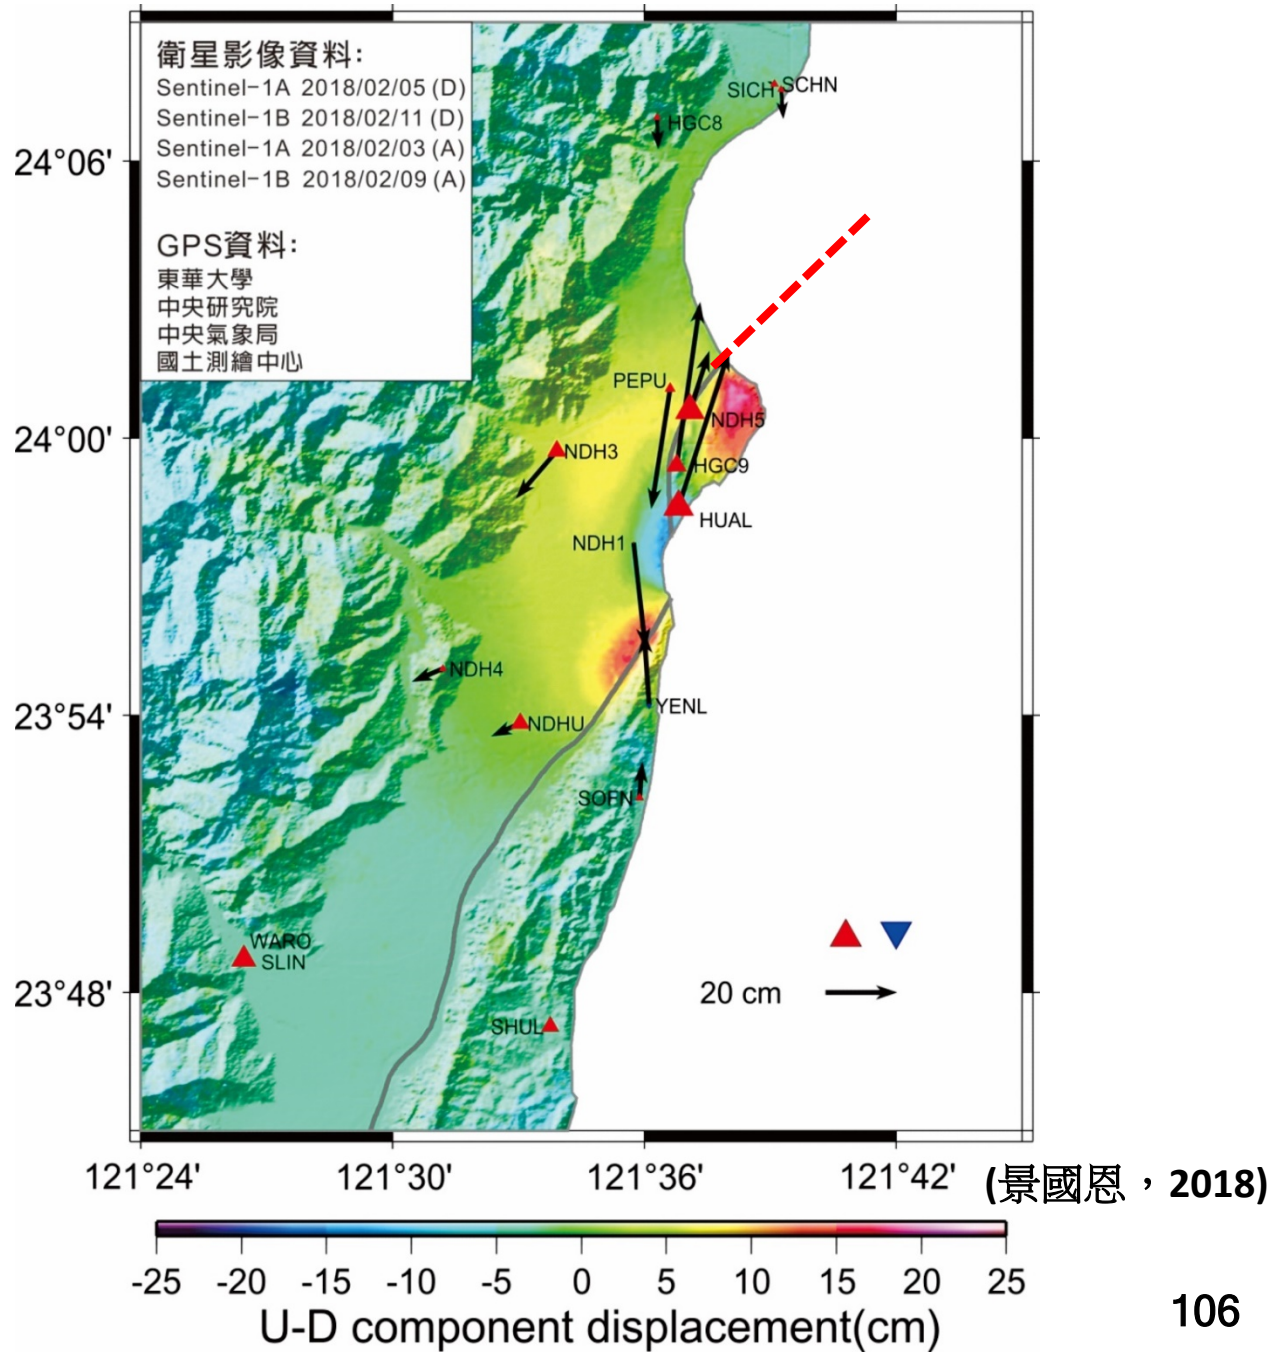 衛星影像資料:
Sentinel-1A 2018/02/05 (D)
Sentinel-1B 2018/02/11 (D)
Sentinel-1A 2018/02/03 (A)
Sentinel-1B 2018/02/09 (A)
GPS資料:
東華大學
中央研究院
中央氣象局
國土測繪中心
SICH
SCHN
HGC8
24°06'
PEPU
NDH5
24°00'
NDH3
HGC9
HUAL
NDH1
NDH4
YENL
23°54'
NDHU
SOFN
WARO
SLIN
23°48'
20 cm
SHUL
121°24'
121°30'
121°36'
121°42'
(景國恩，2018)
-25 -20 -15 -10 -5 0 5 10 15 20 25
U-D component displacement(cm)
106